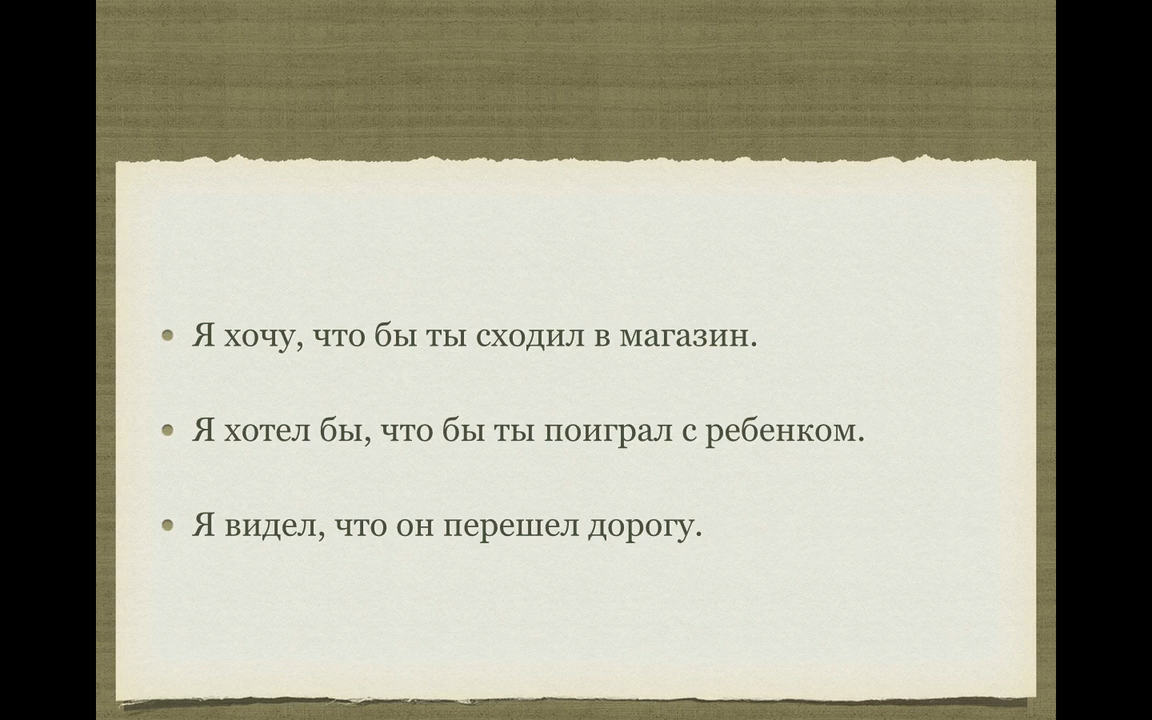 • Я хочу, что бы ты сходил в магазин.
• Я хотел бы, что бы ты поиграл с ребенком.
• Я видел, что он перешел дорогу.